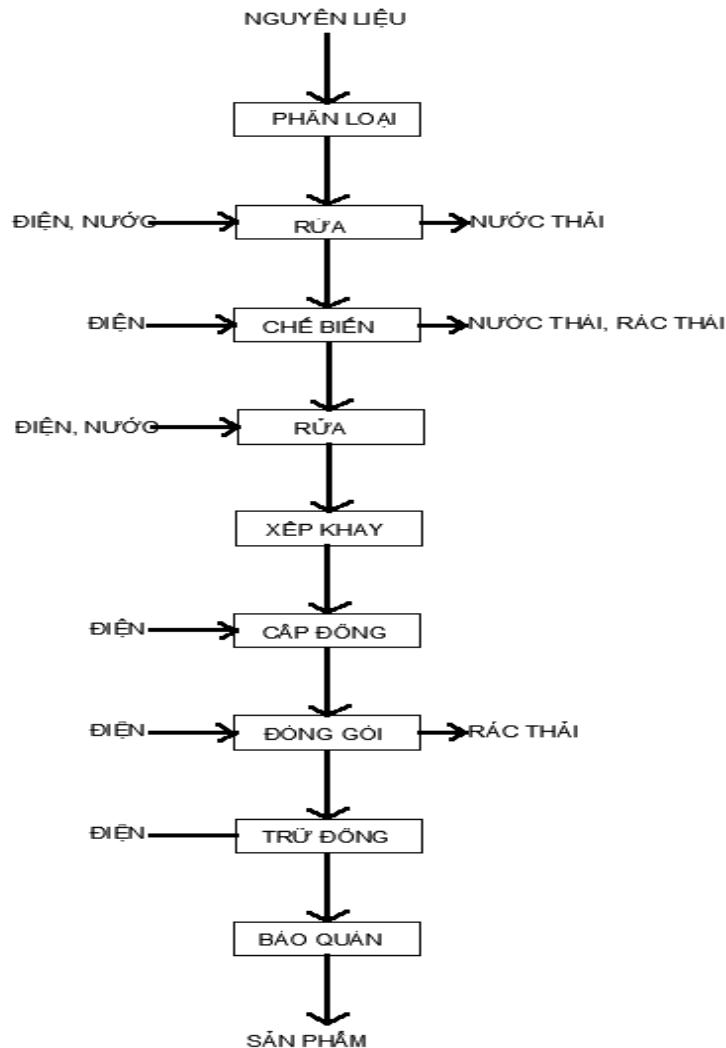 NGUYÊN LIỆU
PHÂN LOẠI
ĐIỆN, NƯỚC RỬA NƯỚC THẢI
ĐIỆN CHẾ BIẾN NƯỚC THẢI, RÁC THẢI
ĐIỆN, NƯỚC RỬA
XẾP KHAY
ĐIỆN CẤP ĐÔNG
ĐIỆN ĐÓNG GÓI RÁC THẢI
ĐIỆN TRỮ ĐÔNG
BẢO QUẢN
SẢN PHẨM